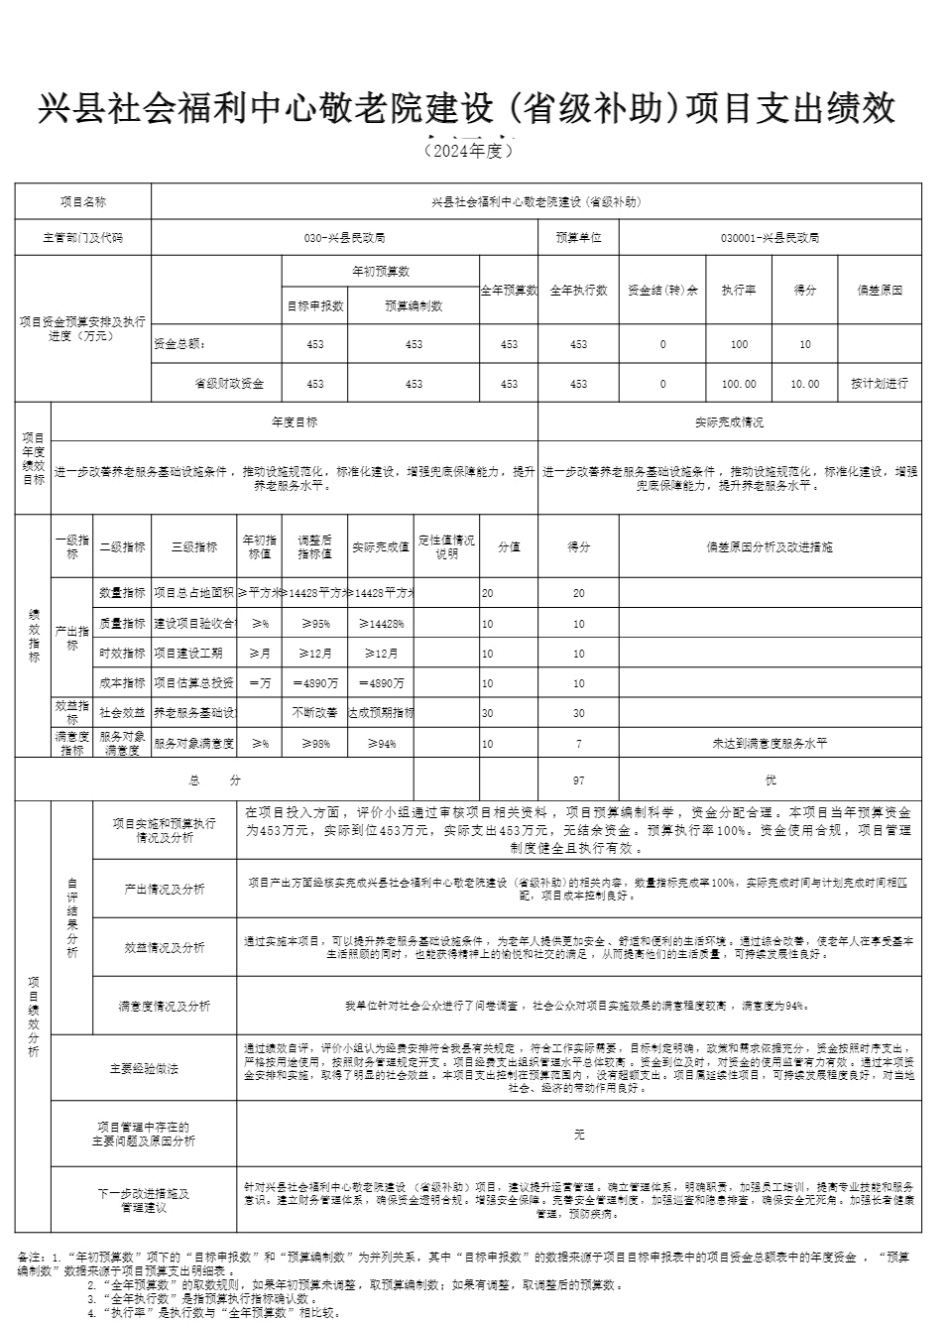 兴县社会福利中心敬老院建设(省级补助)项目支出绩效
（2024年度）
项目名称 兴县社会福利中心敬老院建设(省级补助)
主管部门及代码 030-兴县民政局 预算单位 030001-兴县民政局
项目资金预算安排及执行
进度（万元）
年初预算数 全年预算数 全年执行数 资金结(转)余 执行率 得分 偏差原因
目标申报数 预算编制数
资金总额: 453 453 453 453 0 100 10
省级财政资金 453 453 453 453 0 100.00 10.00 按计划进行
项目
年度
绩效
目标
年度目标 实际完成情况
进一步改善养老服务基础设施条件，推动设施规范化，标准化建设，增强兜底保障能力，提升
养老服务水平。
进一步改善养老服务基础设施条件，推动设施规范化，标准化建设，增强
兜底保障能力，提升养老服务水平。
绩
效
指
标
一级指
标
二级指标 三级指标
年初指
标值
调整后
指标值
实际完成值
定性值情况
说明
分值 得分 偏差原因分析及改进措施
产出指
标
数量指标 项目总占地面积 ≥平方米 ≥14428平方米 ≥14428平方米 20 20
质量指标 建设项目验收合 ≥% ≥95% ≥14428% 10 10
时效指标 项目建设工期 ≥月 ≥12月 ≥12月 10 10
成本指标 项目估算总投资 ＝万 ＝4890万 ＝4890万 10 10
效益指
标
社会效益 养老服务基础设 不断改善 达成预期指标 30 30
满意度
指标
服务对象
满意度
服务对象满意度 ≥% ≥98% ≥94% 10 7 未达到满意度服务水平
总 分 97 优
项
目
绩
效
分
析
自
评
结
果
分
析
项目实施和预算执行
情况及分析
在项目投入方面，评价小组通过审核项目相关资料，项目预算编制科学，资金分配合理。本项目当年预算资金
为453万元，实际到位453万元，实际支出453万元，无结余资金。预算执行率100%。资金使用合规，项目管理
制度健全且执行有效。
产出情况及分析
项目产出方面经核实完成兴县社会福利中心敬老院建设（省级补助)的相关内容，数量指标完成率100%，实际完成时间与计划完成时间相匹
配，项目成本控制良好。
效益情况及分析
通过实施本项目，可以提升养老服务基础设施条件，为老年人提供更加安全、舒适和便利的生活环境。通过综合改善，使老年人在享受基本
生活照顾的同时，也能获得精神上的愉悦和社交的满足，从而提高他们的生活质量，可持续发展性良好。
满意度情况及分析
我单位针对社会公众进行了问卷调查，社会公众对项目实施效果的满意程度较高，满意度为94%。
主要经验做法
通过绩效自评，评价小组认为经费安排符合我县有关规定，符合工作实际需要，目标制定明确，政策和需求依据充分，资金按照时序支出，
严格按用途使用，按照财务管理规定开支。项目经费支出组织管理水平总体较高。资金到位及时，对资金的使用监管有力有效。通过本项资
金安排和实施，取得了明显的社会效益。本项目支出控制在预算范围内，没有超额支出。项目属延续性项目，可持续发展程度良好，对当地
社会、经济的带动作用良好。
项目管理中存在的
主要问题及原因分析
无
下一步改进措施及
管理建议
针对兴县社会福利中心敬老院建设（省级补助）项目，建议提升运营管理。确立管理体系，明确职责，加强员工培训，提高专业技能和服务
意识。建立财务管理体系，确保资金透明合规。增强安全保障。完善安全管理制度，加强巡查和隐患排查，确保安全无死角。加强长者健康
管理，预防疾病。
备注: 1.“年初预算数”项下的“目标申报数”和“预算编制数”为并列关系，其中“目标申报数”的数据来源于项目目标申报表中的项目资金总额表中的年度资金，“预算
编制数”数据来源于项目预算支出明细表。
2.“全年预算数”的取数规则，如果年初预算未调整，取预算编制数；如果有调整，取调整后的预算数。
3.“全年执行数”是指预算执行指标确认数。
4.“执行率”是执行数与“全年预算数”相比较。